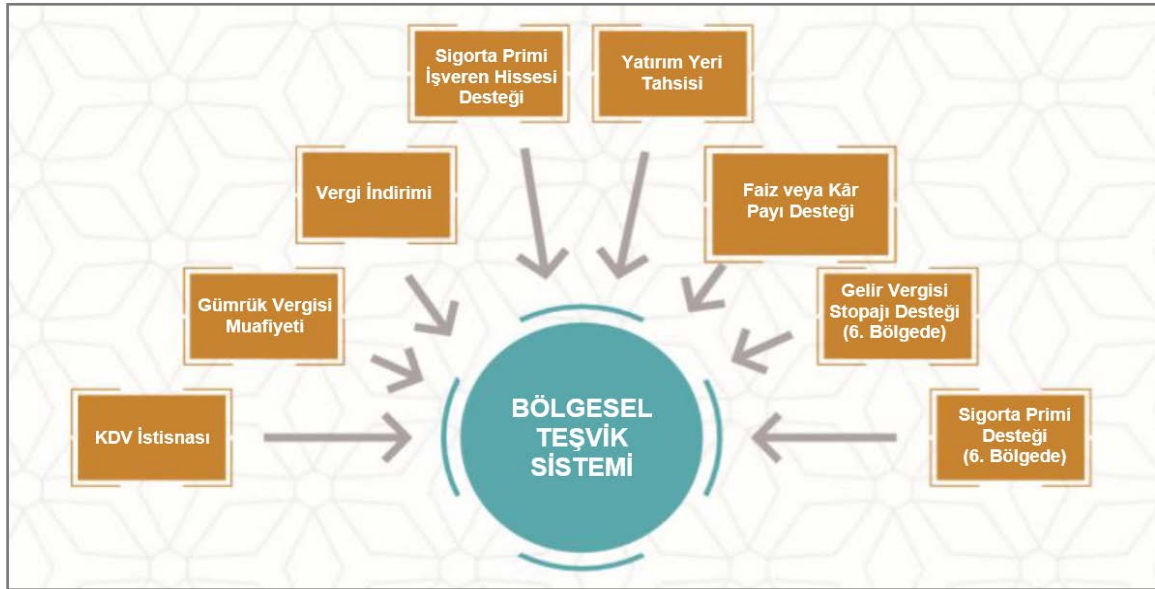 Sigorta Primi
İşveren Hissesi
Desteği
Yatırım Yeri
Tahsisi
Vergi İndirimi
Faiz veya Kâr
Payı Desteği
Gümrük Vergisi
Muafiyeti
Gelir Vergisi
Stopajı Desteği
(6. Bölgede)
KDV İstisnası
BÖLGESEL
TEŞVİK
SİSTEMİ
Sigorta Primi
Desteği
(6. Bölgede)